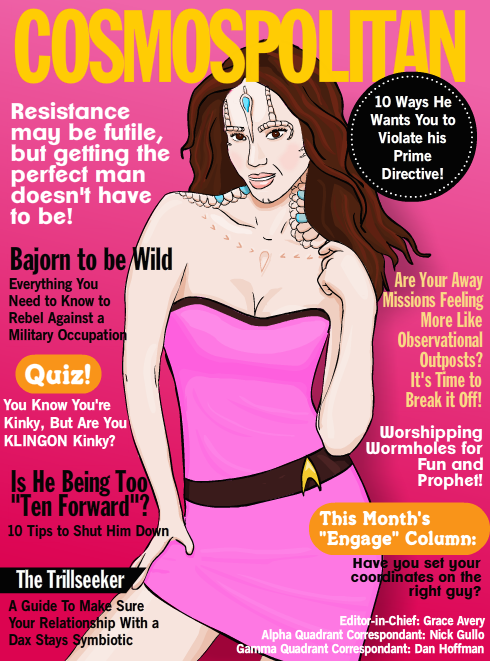 COSMOSPOLITAN
Resistance
may be futile,
but getting the
perfect man
doesn't have
to be!
10 Ways He
Wants You to
Violate his
Prime
Directive!
Bajorn to be Wild
Everything You
Need to Know to
Rebel Against a
Military Occupation
Are Your Away
Missions Feeling
More Like
Observational
Outposts?
It's Time to
Break it Off!
Quiz!
You Know You're
Kinky, But Are You
KLINGON Kinky?
Worshipping
Wormholes for
Fun and
Prophet!
Is He Being Too
"Ten Forward"?
10 Tips to Shut Him Down
This Month's
"Engage" Column:
Have you set your
coordinates on the
right guy?
The Trillseeker
A Guide To Make Sure
Your Relationship With a
Dax Stays Symbiotic
Editor-in-Chief: Grace Avery
Alpha Quadrant Correspondant: Nick Gullo
Gamma Quadrant Correspondant: Dan Hoffman